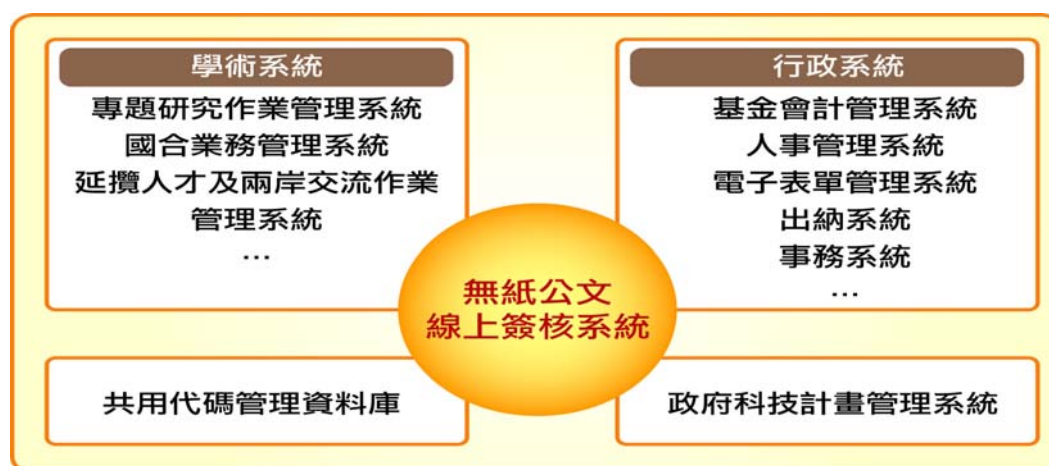 學術系統
專題研究作業管理系統
國合業務管理系統
延攬人才及兩岸交流作業
管理系統
...
行政系統
基金會計管理系統
人事管理系統
電子表單管理系統
出納系統
事務系統
...
無紙公文
線上簽核系統
共用代碼管理資料庫
政府科技計畫管理系統